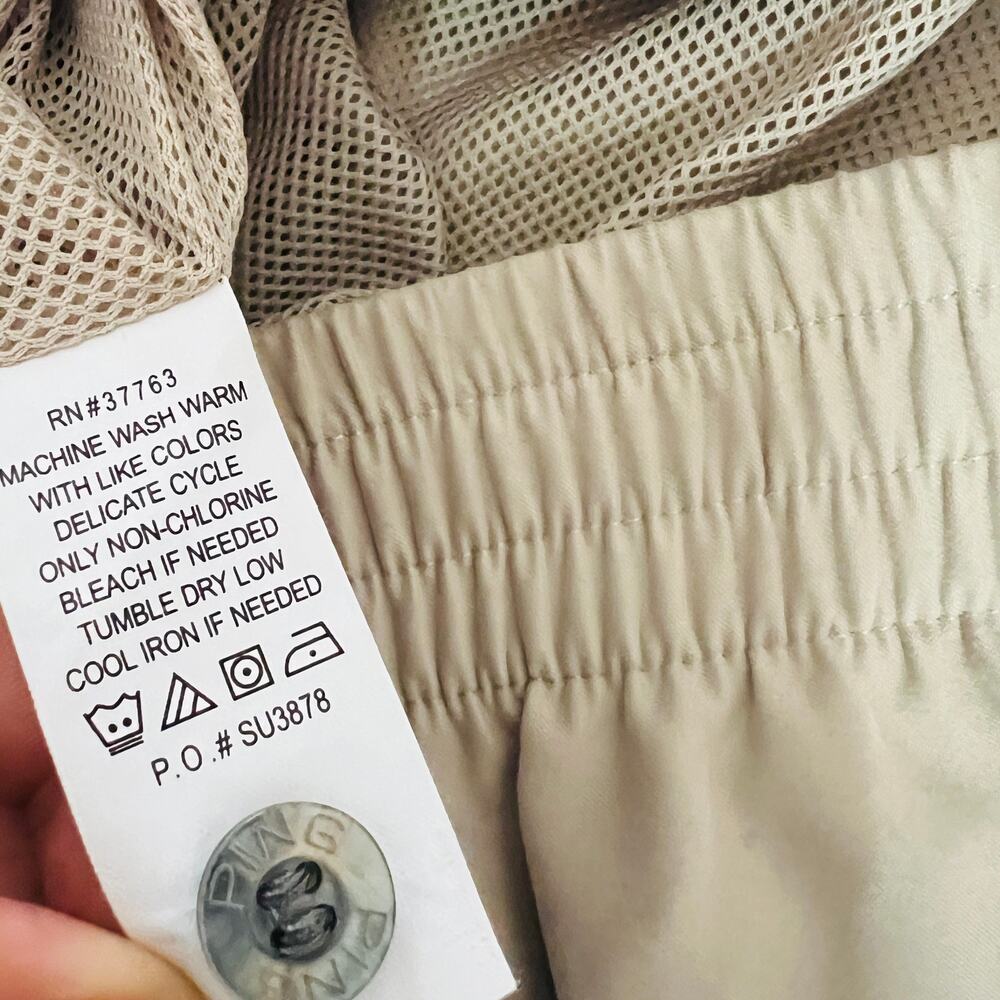 RN#37763
MACHINE WASH WARM
WITH LIKE COLORS
DELICATE CYCLE
ONLY NON-CHLORINE
BLEACH IF NEEDED
TUMBLE DRY LOW
COOL IRON IF NEEDED
P.O.# SU3878
PING
PING